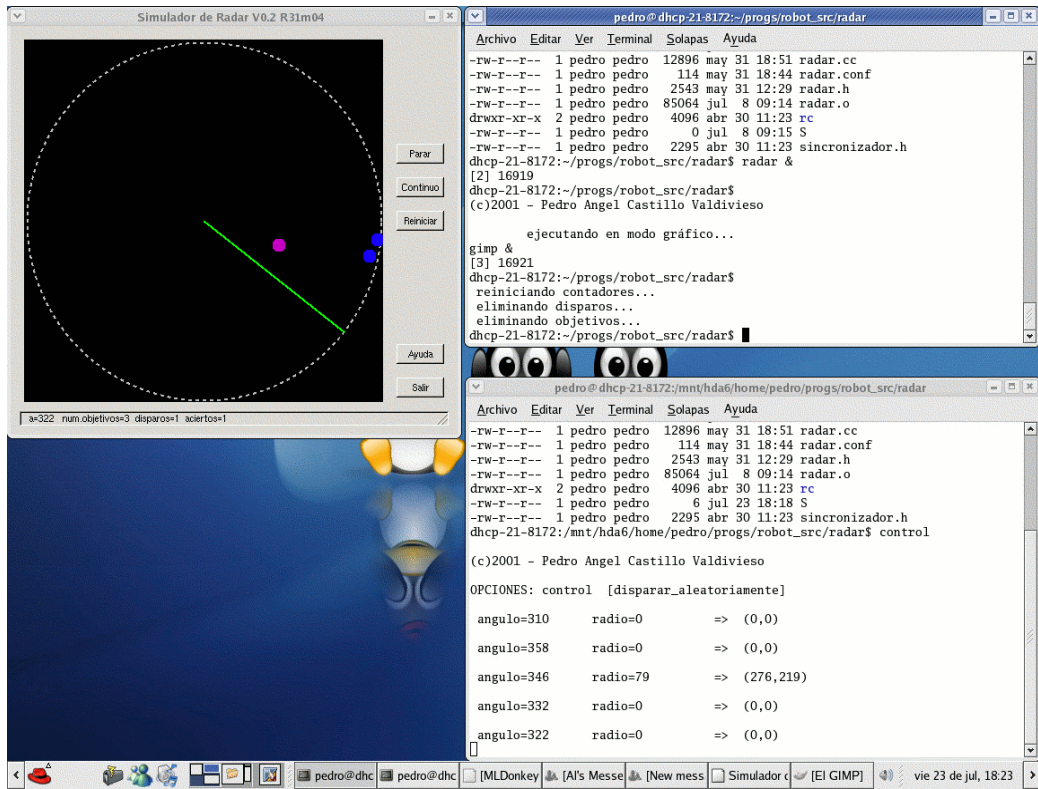 Simulador de Radar V0.2 R31m04
Parar
Continuo
Reiniciar
Ayuda
Salir
a=322 num.objetivos=3 disparos=1 aciertos=1
pedro@dhcp-21-8172:~/progs/robot_src/radar
Archivo Editar Ver Terminal Solapas Ayuda
-rw-r--r-- 1 pedro pedro 12896 may 31 18:51 radar.cc
-rw-r--r-- 1 pedro pedro 114 may 31 18:44 radar.conf
-rw-r--r-- 1 pedro pedro 2543 may 31 12:29 radar.h
-rw-r--r-- 1 pedro pedro 85064 jul 8 09:14 radar.o
drwxr-xr-x 2 pedro pedro 4096 abr 30 11:23 rc
-rw-r--r-- 1 pedro pedro 0 jul 8 09:15 S
-rw-r--r-- 1 pedro pedro 2295 abr 30 11:23 sincronizador.h
dhcp-21-8172:~/progs/robot_src/radar$ radar &
[2] 16919
dhcp-21-8172:~/progs/robot_src/radar$
(c)2001 - Pedro Angel Castillo Valdivieso
ejecutando en modo gráfico...
gimp &
[3] 16921
dhcp-21-8172:~/progs/robot_src/radar$
reiniciando contadores...
eliminando disparos...
eliminando objetivos...
dhcp-21-8172:~/progs/robot_src/radar$
pedro@dhcp-21-8172:/mnt/hda6/home/pedro/progs/robot_src/radar
Archivo Editar Ver Terminal Solapas Ayuda
-rw-r--r-- 1 pedro pedro 12896 may 31 18:51 radar.cc
-rw-r--r-- 1 pedro pedro 114 may 31 18:44 radar.conf
-rw-r--r-- 1 pedro pedro 2543 may 31 12:29 radar.h
-rw-r--r-- 1 pedro pedro 85064 jul 8 09:14 radar.o
drwxr-xr-x 2 pedro pedro 4096 abr 30 11:23 rc
-rw-r--r-- 1 pedro pedro 6 jul 23 18:18 S
-rw-r--r-- 1 pedro pedro 2295 abr 30 11:23 sincronizador.h
dhcp-21-8172:/mnt/hda6/home/pedro/progs/robot_src/radar$ control
(c)2001 - Pedro Angel Castillo Valdivieso
OPCIONES: control [disparar_aleatoriamente]
angulo=310 radio=0 => (0,0)
angulo=358 radio=0 => (0,0)
angulo=346 radio=79 => (276,219)
angulo=332 radio=0 => (0,0)
angulo=322 radio=0 => (0,0)
pedro@dhc pedro@dhc [MLDonkey [Al's Messe [New mess Simulador d [El GIMP] vie 23 de jul, 18:23